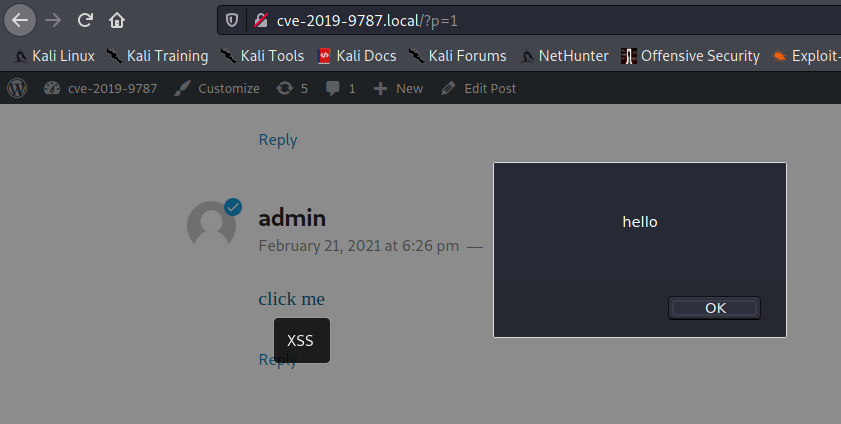 cve-2019-9787.local/?p=1
Kali Linux Kali Training Kali Tools Kali Docs Kali Forums NetHunter Offensive Security Exploit-
cve-2019-9787 Customize 5 1 New Edit Post
Reply
admin
February 21, 2021 at 6:26 pm —
click me
XSS
Reply
hello
OK